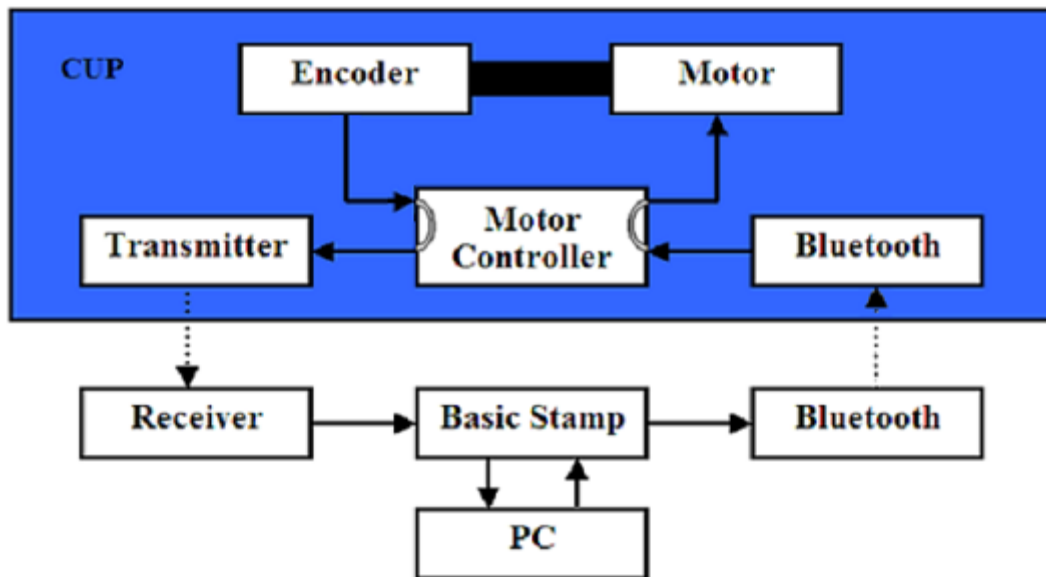 CUP
Encoder
Motor
Motor
Controller
Transmitter
Bluetooth
Receiver
Basic Stamp
Bluetooth
PC